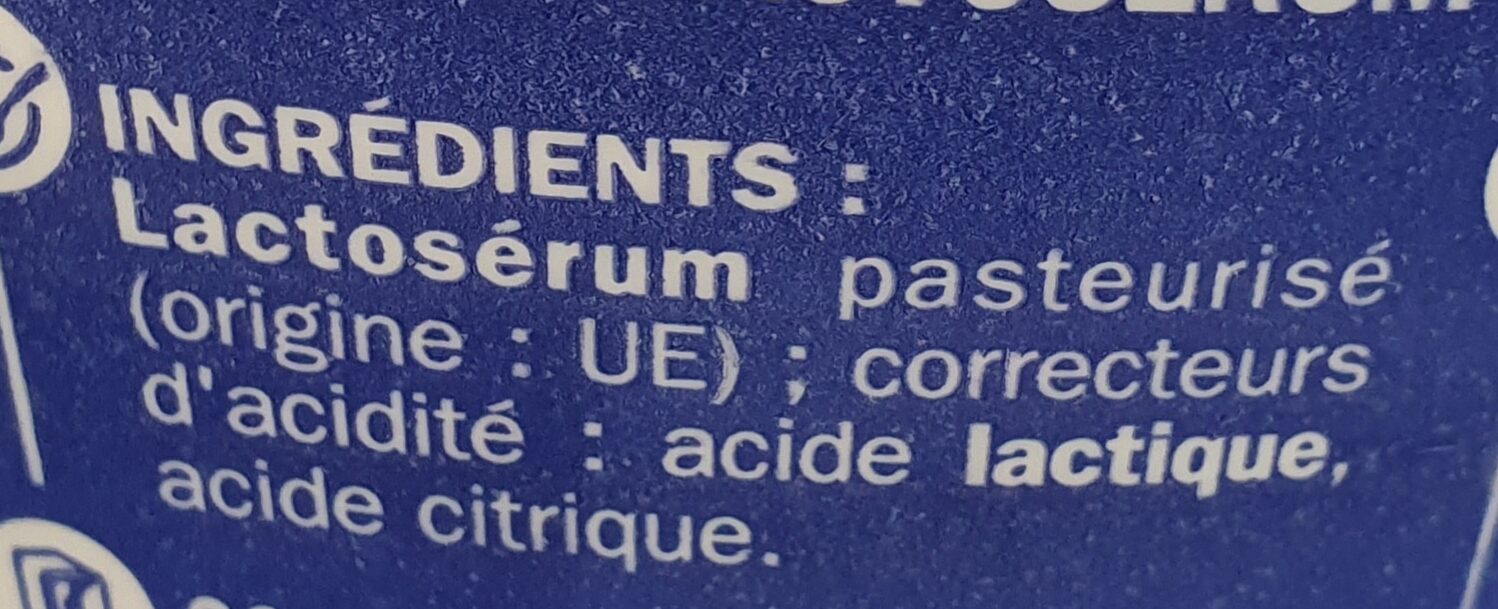 INGRÉDIENTS :
Lactosérum pasteurisé
(origine : UE) ; correcteurs
d'acidité : acide lactique,
acide citrique.